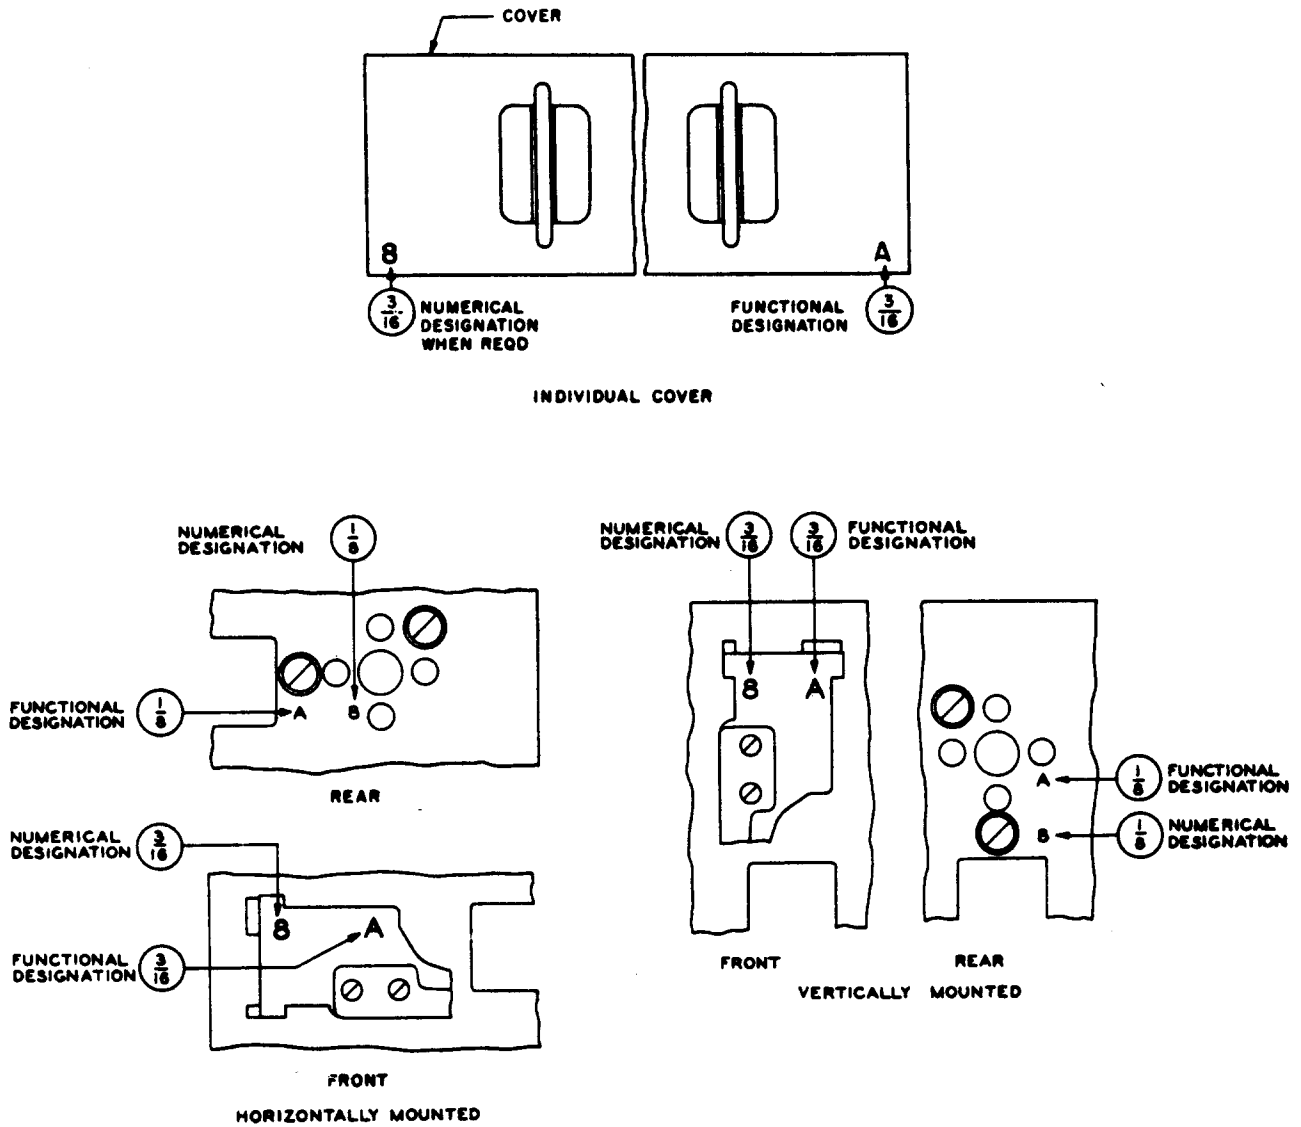 COVER
8
A
3/16
NUMERICAL
DESIGNATION
WHEN REQD
FUNCTIONAL
DESIGNATION
3/16
INDIVIDUAL COVER
NUMERICAL
DESIGNATION
1/8
FUNCTIONAL
DESIGNATION
1/8
A
8
REAR
NUMERICAL
DESIGNATION
3/16
8
A
FUNCTIONAL
DESIGNATION
3/16
FRONT
HORIZONTALLY MOUNTED
NUMERICAL
DESIGNATION
3/16
3/16
FUNCTIONAL
DESIGNATION
8
A
FRONT
A
1/8
FUNCTIONAL
DESIGNATION
8
1/8
NUMERICAL
DESIGNATION
REAR
VERTICALLY MOUNTED